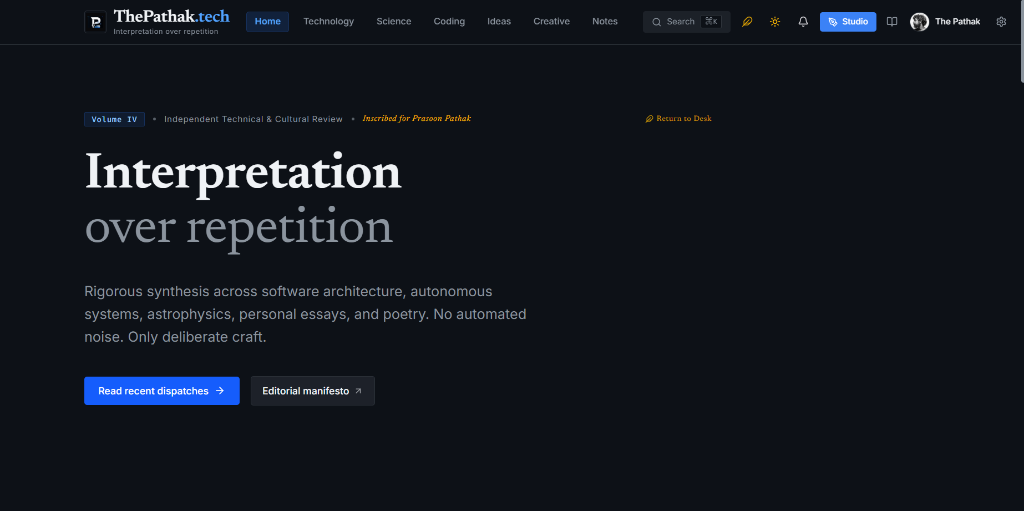 ThePathak.tech
Interpretation over repetition
Home
Technology
Science
Coding
Ideas
Creative
Notes
Search
⌘K
Studio
The Pathak
Volume IV • Independent Technical & Cultural Review • Inscribed for Prasoon Pathak
Return to Desk
Interpretation
over repetition
Rigorous synthesis across software architecture, autonomous
systems, astrophysics, personal essays, and poetry. No automated
noise. Only deliberate craft.
Read recent dispatches →
Editorial manifesto ↗